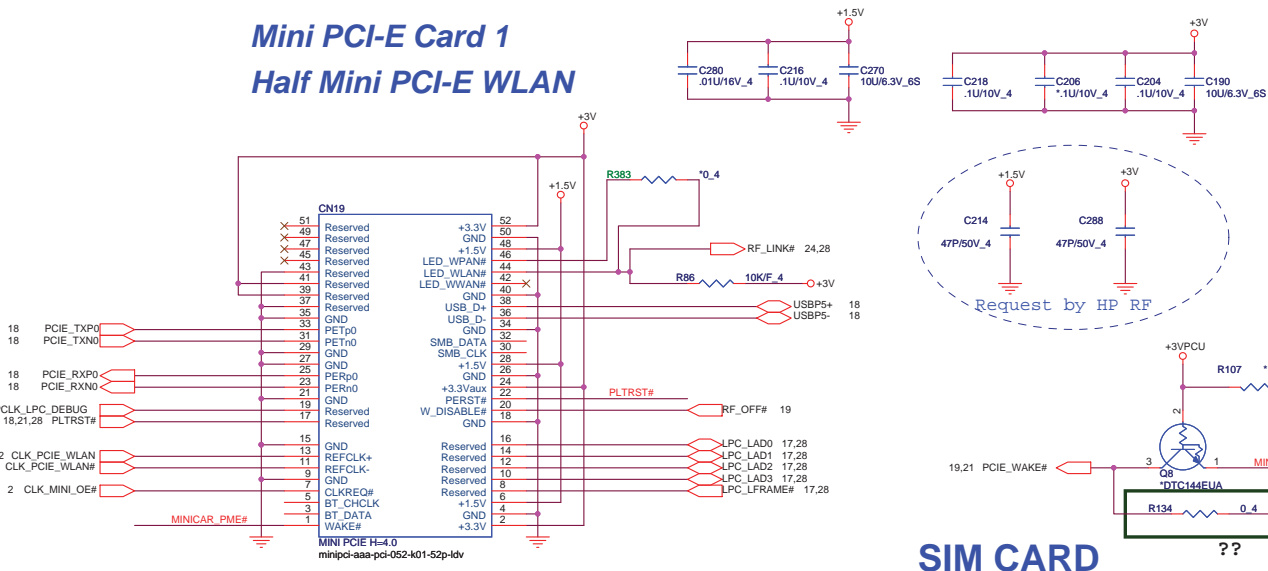 Mini PCI-E Card 1
Half Mini PCI-E WLAN
+1.5V
C280
.01U/16V_4
C216
.1U/10V_4
C270
10U/6.3V_6S
+3V
C218
.1U/10V_4
C206
*.1U/10V_4
C204
.1U/10V_4
C190
10U/6.3V_6S
+1.5V
C214
47P/50V_4
+3V
C288
47P/50V_4
Request by HP RF
+3V
+1.5V
R383 *0_4
RF_LINK# 24,28
R86 10K/F_4 +3V
CN19
51 Reserved +3.3V 52
49 Reserved GND 50
47 Reserved +1.5V 48
45 Reserved LED_WPAN# 46
43 Reserved LED_WLAN# 44
41 Reserved LED_WWAN# 42
39 Reserved GND 40
37 Reserved USB_D+ 38 USBP5+ 18
35 GND USB_D- 36 USBP5- 18
18 PCIE_TXP0 33 PETp0 GND 34
18 PCIE_TXN0 31 PETn0 SMB_DATA 32
29 GND SMB_CLK 30
27 GND +1.5V 28
18 PCIE_RXP0 25 PERp0 GND 26
18 PCIE_RXN0 23 PERn0 +3.3Vaux 24
21 GND PERST# 22 PLTRST#
PCLK_LPC_DEBUG 19 Reserved W_DISABLE# 20 RF_OFF# 19
18,21,28 PLTRST# 17 Reserved GND 18
15 GND Reserved 16 LPC_LAD0 17,28
2 CLK_PCIE_WLAN 13 REFCLK+ Reserved 14 LPC_LAD1 17,28
CLK_PCIE_WLAN# 11 REFCLK- Reserved 12 LPC_LAD2 17,28
9 GND Reserved 10 LPC_LAD3 17,28
2 CLK_MINI_OE# 7 CLKREQ# Reserved 8 LPC_LFRAME# 17,28
5 BT_CHCLK +1.5V 6
3 BT_DATA GND 4
MINICAR_PME# 1 WAKE# +3.3V 2
MINI PCIE H=4.0
minipci-aaa-pci-052-k01-52p-ldv
+3VPCU
R107 *
2
19,21 PCIE_WAKE# 3 1
Q8
*DTC144EUA
R134 0_4
??
SIM CARD